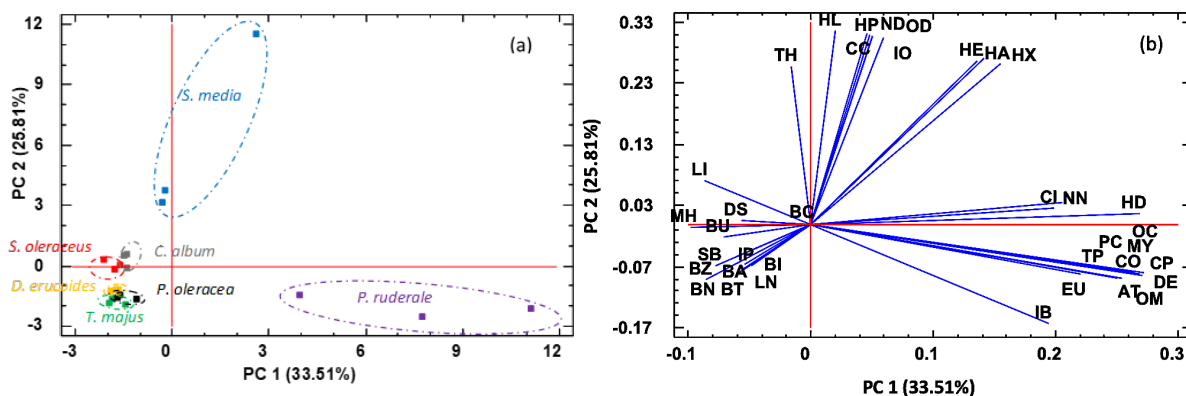 (a)
12
9
6
3
0
-3
PC 2 (25.81%)
S. media
S. oleraceus
C. album
D. erucoides
P. oleracea
T. majus
P. ruderale
-3 0 3 6 9 12
PC 1 (33.51%)
(b)
0.33
0.23
0.13
0.03
-0.07
-0.17
PC 2 (25.81%)
HL HP ND OD
CC IO
TH HE HA HX
LI
CI NN HD
MH DS BC
BU OC
PC MY
SB IP TP CO CP
BZ BA BI
BN BT LN EU AT DE
OM
IB
-0.1 0 0.1 0.2 0.3
PC 1 (33.51%)